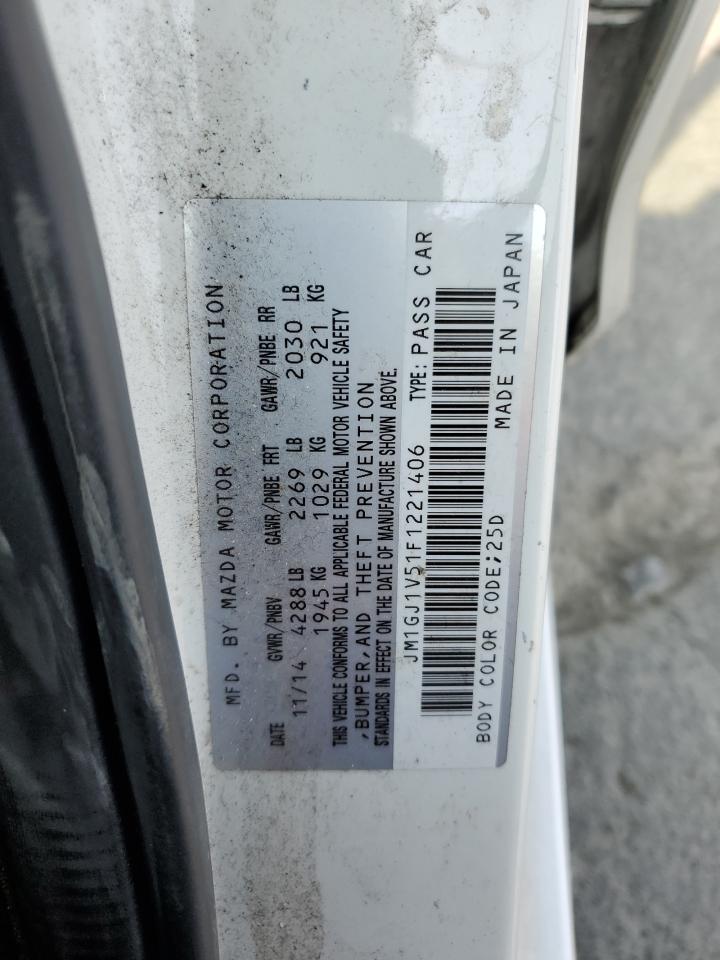 MFD. BY MAZDA MOTOR CORPORATION
DATE GVWR/PNBV GAWR/PNBE FRT GAWR/PNBE RR
11/14 4288 LB 2269 LB 2030 LB
1945 KG 1029 KG 921 KG
THIS VEHICLE CONFORMS TO ALL APPLICABLE FEDERAL MOTOR VEHICLE SAFETY
,BUMPER,AND THEFT PREVENTION
STANDARDS IN EFFECT ON THE DATE OF MANUFACTURE SHOWN ABOVE.
JM1GJ1V51F1221406 TYPE: PASS CAR
BODY COLOR CODE;25D MADE IN JAPAN